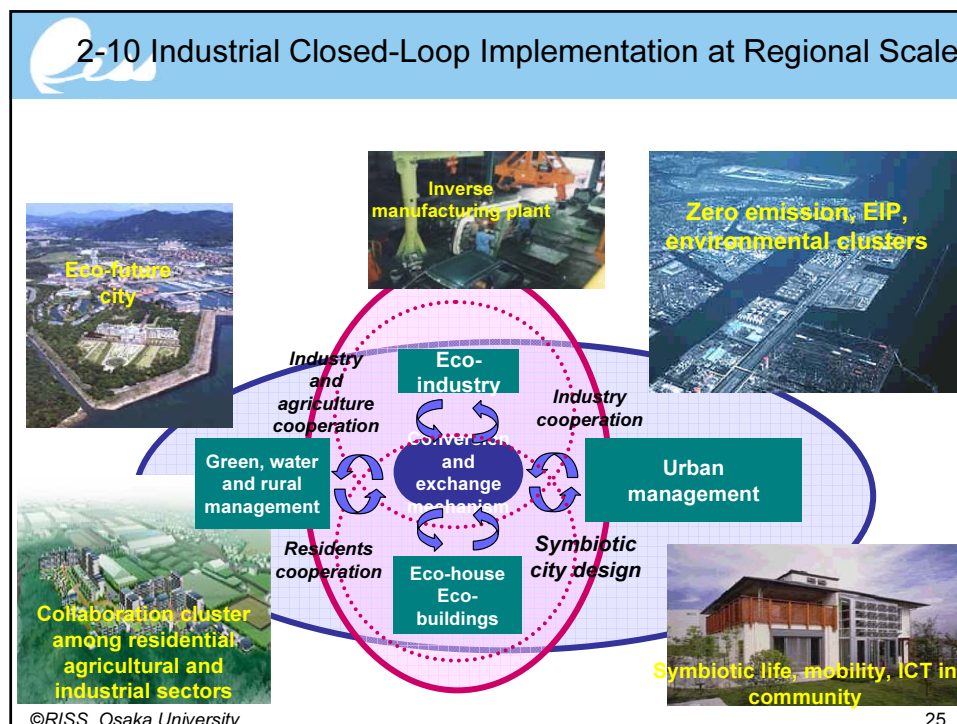 2-10 Industrial Closed-Loop Implementation at Regional Scale
Inverse
manufacturing plant
Zero emission, EIP,
environmental clusters
Eco-future
city
Industry
and
agriculture
cooperation
Eco-
industry
Industry
cooperation
Conversion
and
exchange
mechanism
Green, water
and rural
management
Urban
management
Residents
cooperation
Eco-house
Eco-
buildings
Symbiotic
city design
Collaboration cluster
among residential
agricultural and
industrial sectors
Symbiotic life, mobility, ICT in
community
©RISS, Osaka University
25